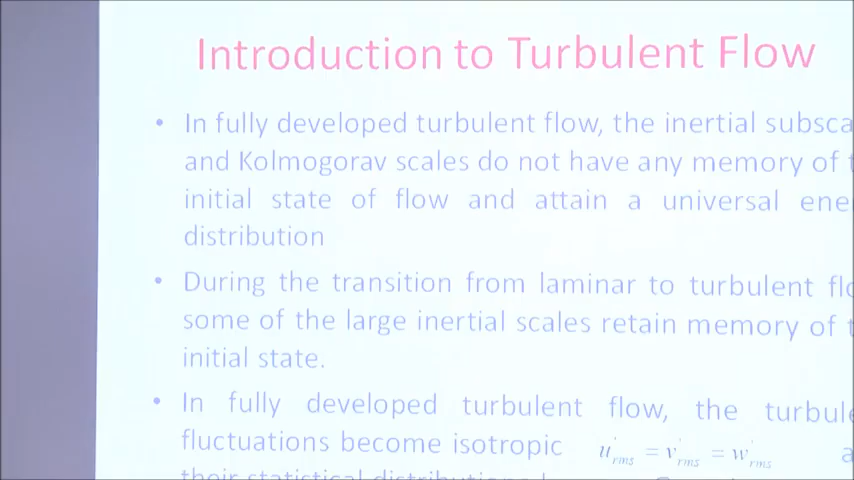 Introduction to Turbulent Flow
• In fully developed turbulent flow, the inertial subsca
and Kolmogorav scales do not have any memory of t
initial state of flow and attain a universal ene
distribution
• During the transition from laminar to turbulent flo
some of the large inertial scales retain memory of t
initial state.
• In fully developed turbulent flow, the turbule
fluctuations become isotropic u'rms = v'rms = w'rms a
their statistical distributions